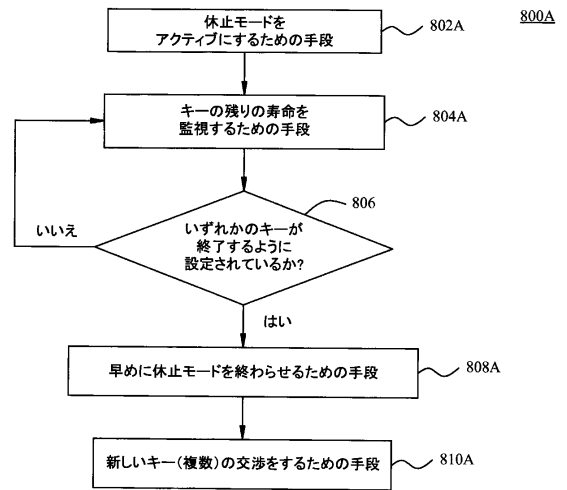 800A
休止モードを
アクティブにするための手段
802A
キーの残りの寿命を
監視するための手段
804A
806
いずれかのキーが
終了するように
設定されているか?
いいえ
はい
早めに休止モードを終わらせるための手段
808A
新しいキー(複数)の交渉をするための手段
810A